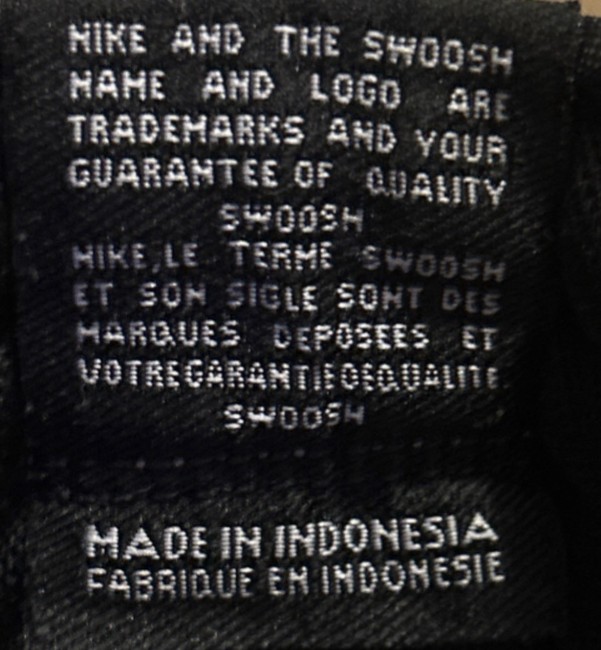 NIKE AND THE SWOOSH
NAME AND LOGO ARE
TRADEMARKS AND YOUR
GUARANTEE OF QUALITY
SWOOSH
NIKE,LE TERME SWOOSH
ET SON SIGLE SONT DES
MARQUES DEPOSEES ET
VOTREGARANTIEDEQUALITE
SWOOSH
MADE IN INDONESIA
FABRIQUE EN INDONESIE